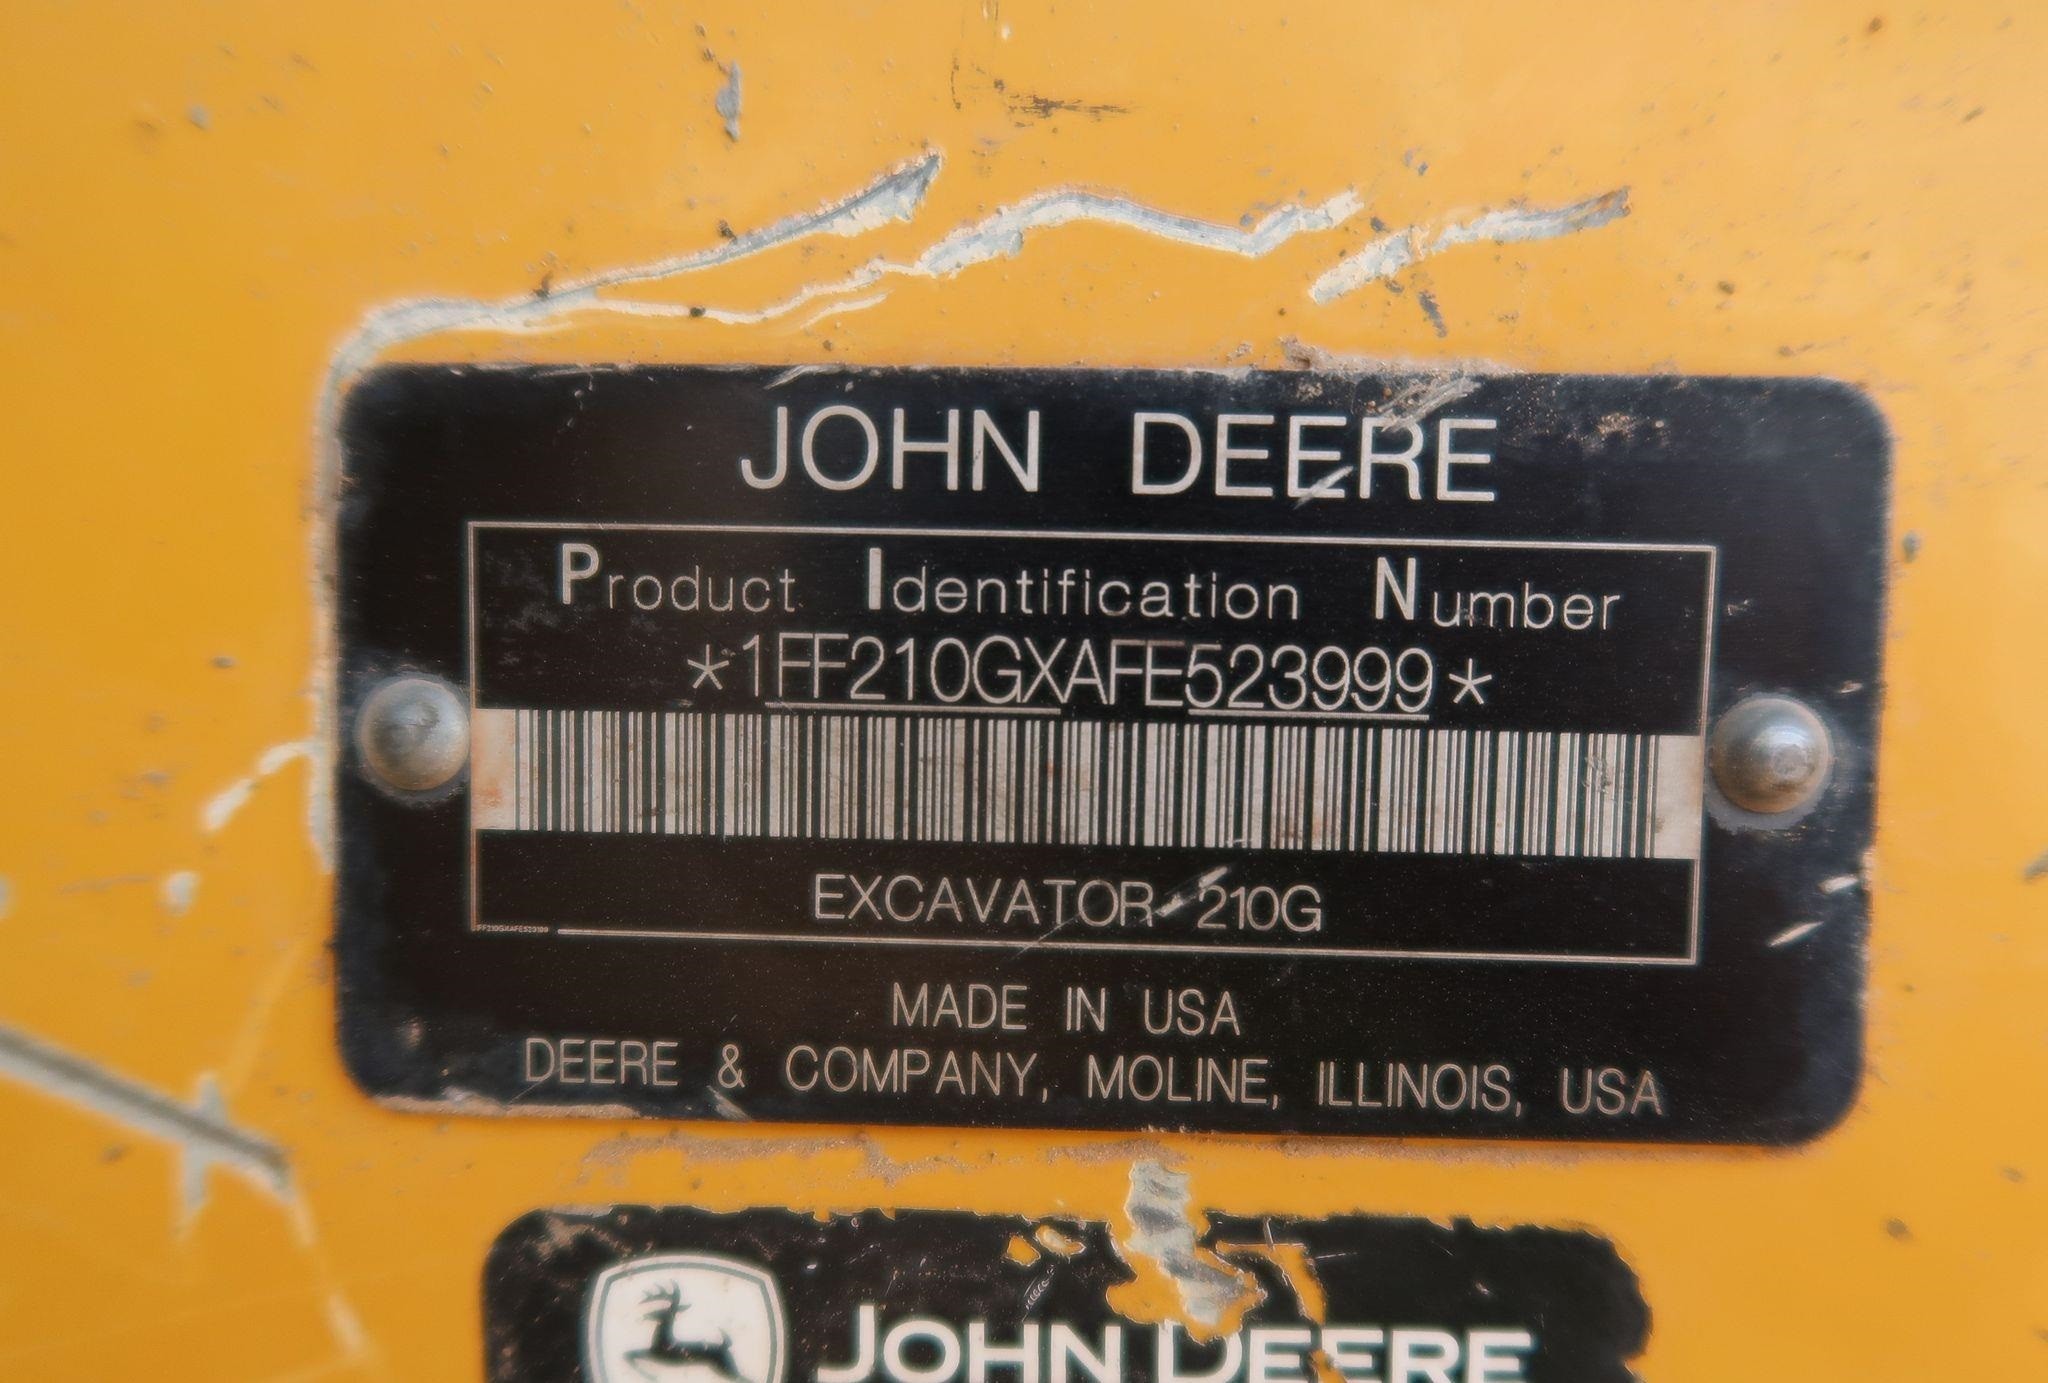 JOHN DEERE
Product Identification Number
*1FF210GXAFE523999*
EXCAVATOR 210G
MADE IN USA
DEERE & COMPANY, MOLINE, ILLINOIS, USA
JOHN DEERE